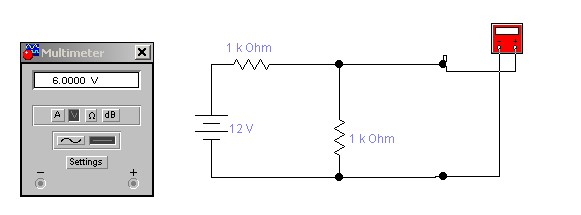 Multimeter
6.0000 V
A V Ω dB
Settings
- +
1 k Ohm
12 V
1 k Ohm